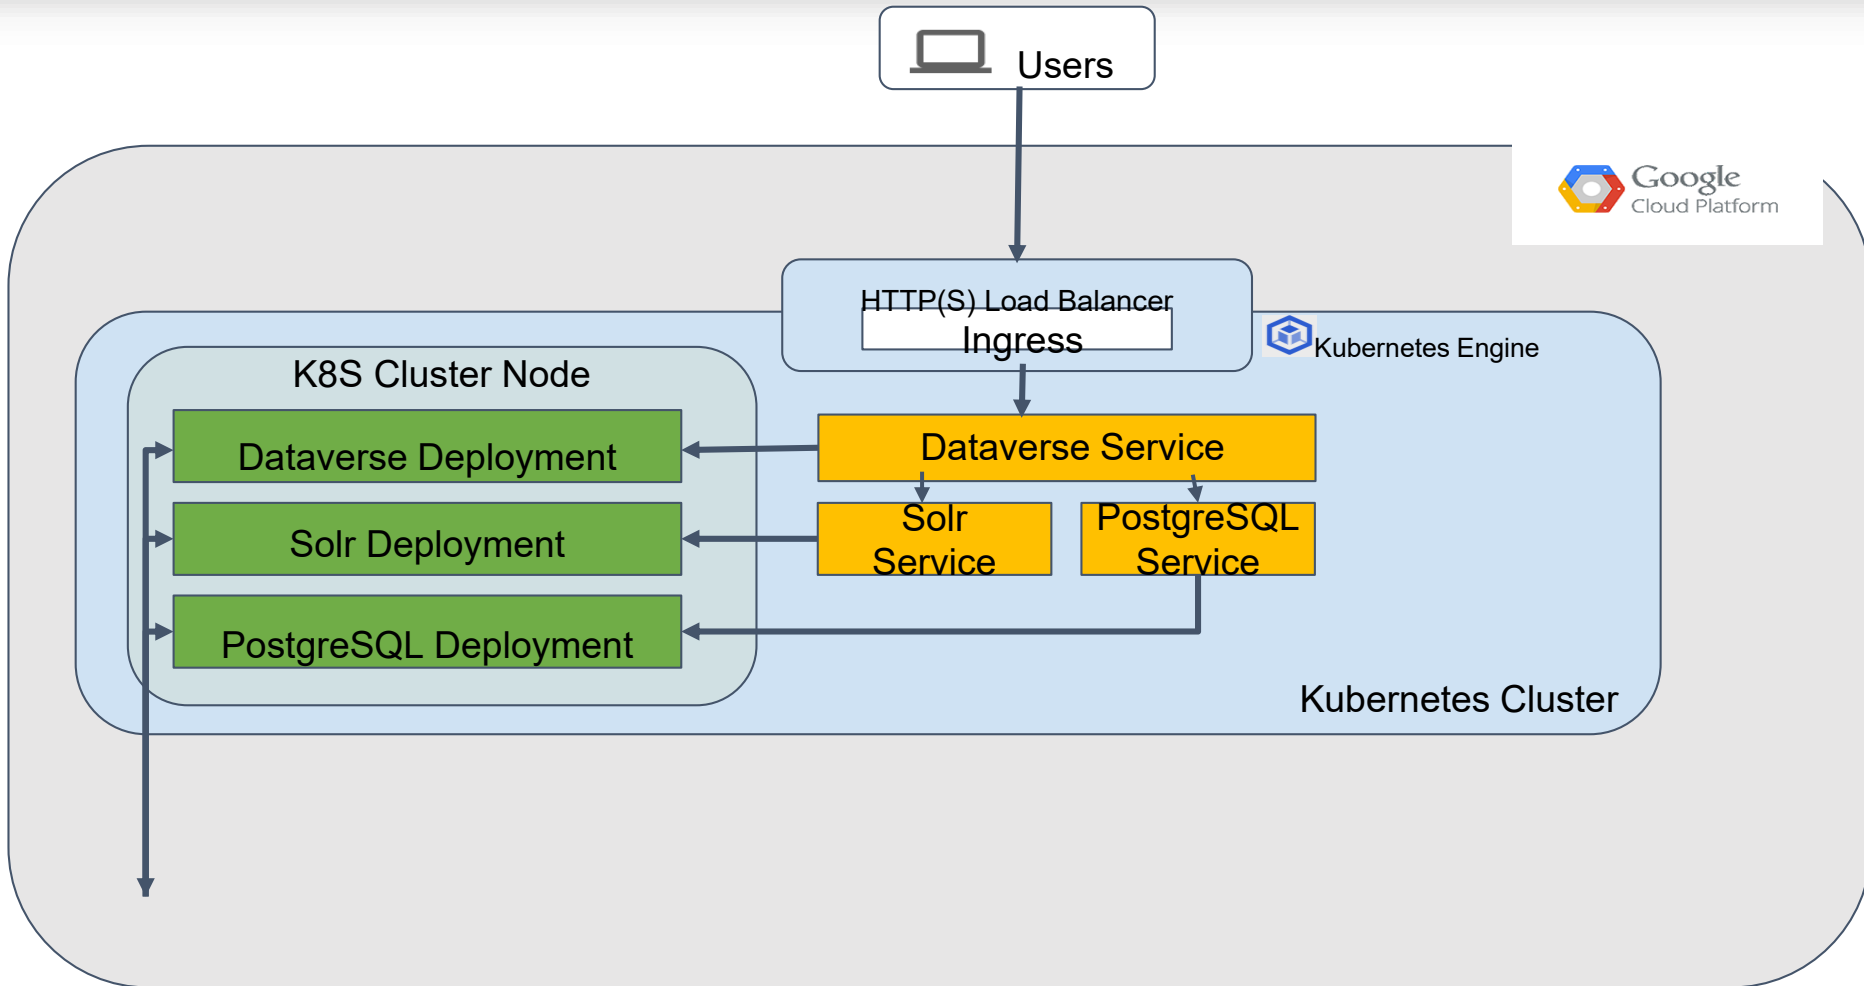 Users
Google
Cloud Platform
HTTP(S) Load Balancer
Ingress
Kubernetes Engine
K8S Cluster Node
Dataverse Deployment
Dataverse Service
Solr Deployment
Solr
Service
PostgreSQL
Service
PostgreSQL Deployment
Kubernetes Cluster